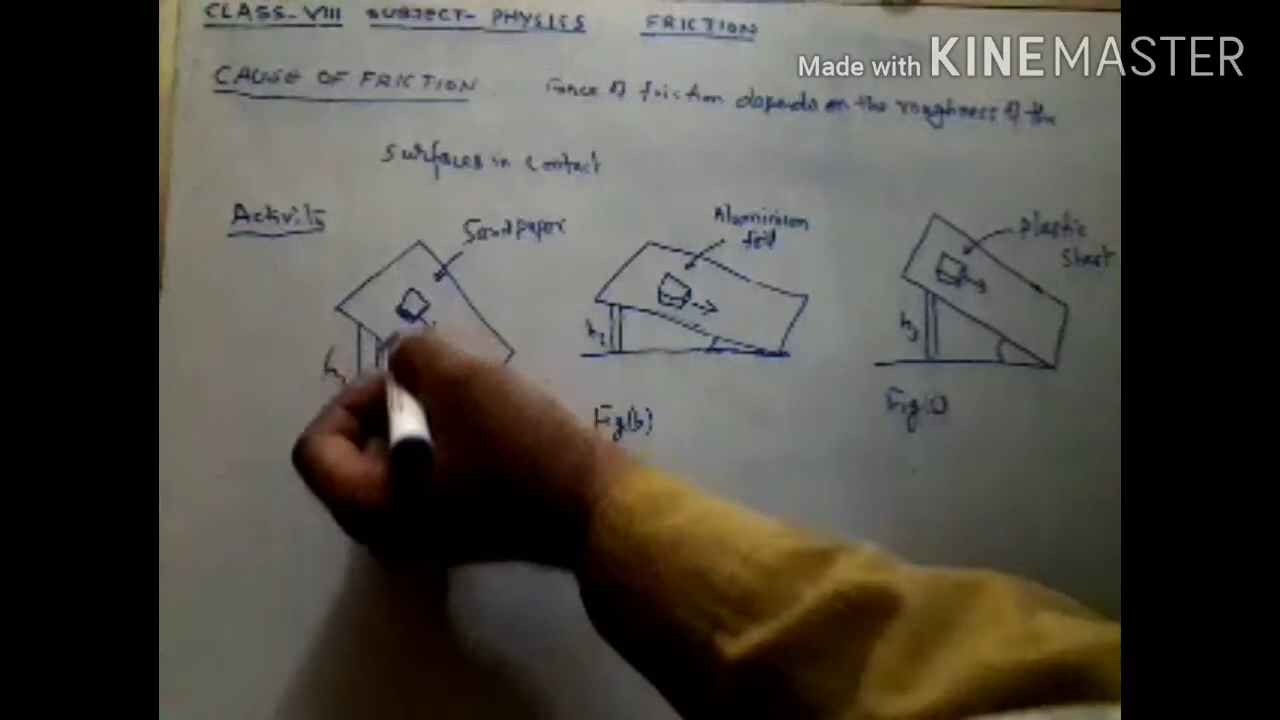 CLASS-VIII SUBJECT- PHYSICS FRICTION
Made with KINEMASTER
CAUSE OF FRICTION Force of friction depends on the roughness of the
surfaces in contact
Activity
Sandpaper
Aluminium
foil
Plastic
Sheet
h1
h2
h3
Fig(b)